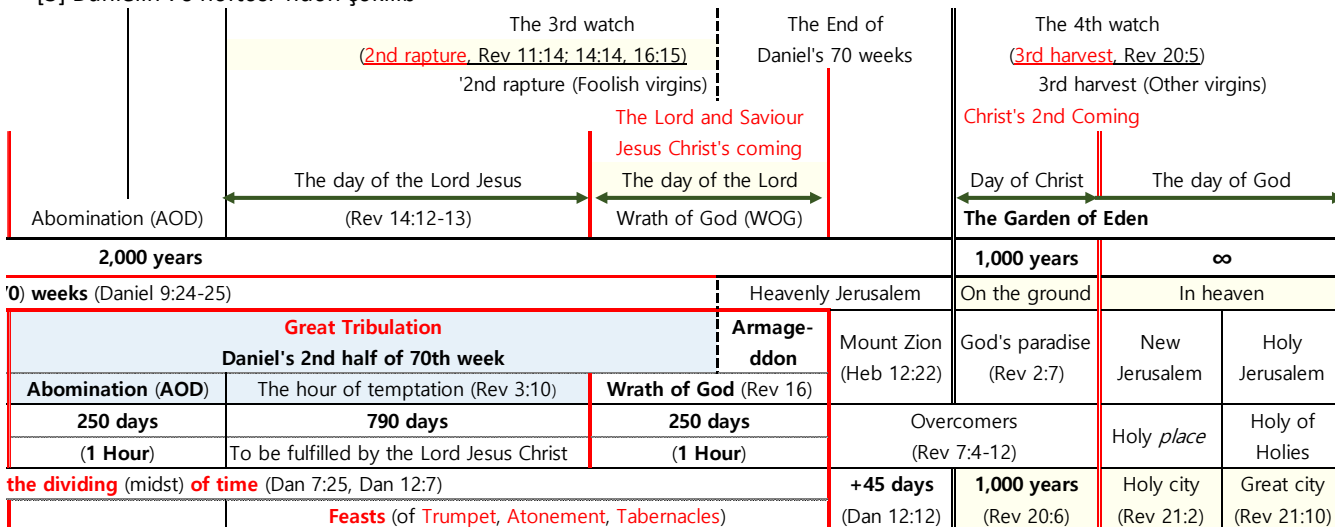 The 3rd watch
The End of
The 4th watch
(2nd rapture, Rev 11:14; 14:14, 16:15)
Daniel's 70 weeks
(3rd harvest, Rev 20:5)
'2nd rapture (Foolish virgins)
3rd harvest (Other virgins)
The Lord and Saviour
Christ's 2nd Coming
Jesus Christ's coming
The day of the Lord Jesus
The day of the Lord
Day of Christ
The day of God
Abomination (AOD)
(Rev 14:12-13)
Wrath of God (WOG)
The Garden of Eden
2,000 years
1,000 years
∞
0) weeks (Daniel 9:24-25)
Heavenly Jerusalem
On the ground
In heaven
Great Tribulation
Daniel's 2nd half of 70th week
Armage-
ddon
Mount Zion
(Heb 12:22)
God's paradise
(Rev 2:7)
New
Jerusalem
Holy
Jerusalem
Abomination (AOD)
The hour of temptation (Rev 3:10)
Wrath of God (Rev 16)
250 days
790 days
250 days
Overcomers
(Rev 7:4-12)
Holy place
Holy of
Holies
(1 Hour)
To be fulfilled by the Lord Jesus Christ
(1 Hour)
the dividing (midst) of time (Dan 7:25, Dan 12:7)
+45 days
(Dan 12:12)
1,000 years
(Rev 20:6)
Holy city
(Rev 21:2)
Great city
(Rev 21:10)
Feasts (of Trumpet, Atonement, Tabernacles)